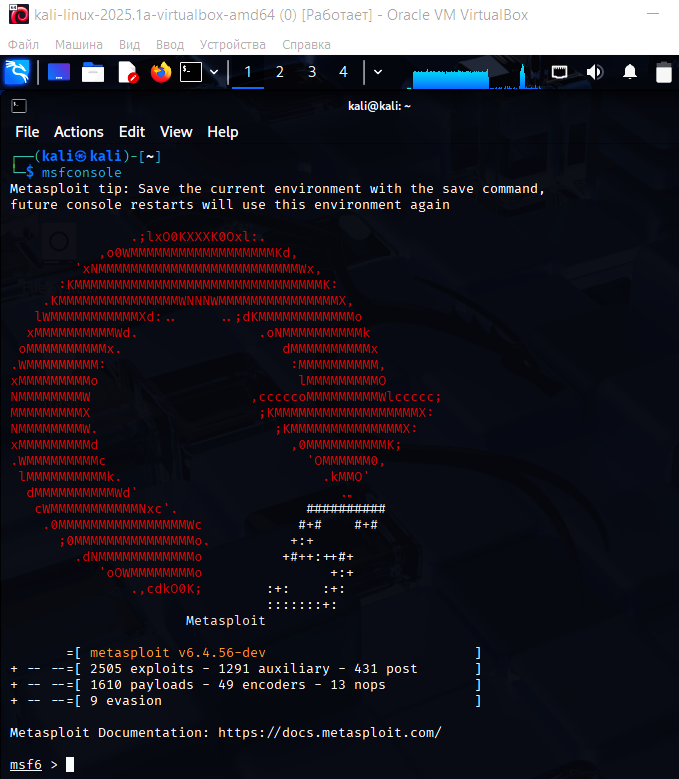 kali-linux-2025.1a-virtualbox-amd64 (0) [Работает] - Oracle VM VirtualBox
Файл Машина Вид Ввод Устройства Справка
1 2 3 4
kali@kali: ~
File Actions Edit View Help
┌──(kali㉿kali)-[~]
└─$ msfconsole
Metasploit tip: Save the current environment with the save command,
future console restarts will use this environment again
.;lxO0KXXXK0Oxl:.
,o0WMMMMMMMMMMMMMMMMMMKd,
'xNMMMMMMMMMMMMMMMMMMMMMMMMMWx,
:KMMMMMMMMMMMMMMMMMMMMMMMMMMMMMMK:
.KMMMMMMMMMMMMMMMWNNNWMMMMMMMMMMMMMMMX,
lWMMMMMMMMMMMXd:.. ..;dKMMMMMMMMMMMMo
xMMMMMMMMMMWd. .oNMMMMMMMMMMk
oMMMMMMMMMMx. dMMMMMMMMMMx
.WMMMMMMMMM: :MMMMMMMMMM,
xMMMMMMMMMo lMMMMMMMMMO
NMMMMMMMMW ,cccccoMMMMMMMMMWlccccc;
MMMMMMMMMX ;KMMMMMMMMMMMMMMMMMMX:
NMMMMMMMMW. ;KMMMMMMMMMMMMMMX:
xMMMMMMMMMd ,0MMMMMMMMMMK;
.WMMMMMMMMMc 'OMMMMMM0,
lMMMMMMMMMMk. .kMMO'
dMMMMMMMMMMWd' ..
cWMMMMMMMMMMMNxc'. ##########
.0MMMMMMMMMMMMMMMMWc #+# #+#
;0MMMMMMMMMMMMMMMo. +:+
.dNMMMMMMMMMMMMo +#++:++#+
'oOWMMMMMMMMo +:+
.,cdkO0K; :+: :+:
:::::::+:
Metasploit
=[ metasploit v6.4.56-dev ]
+ -- --=[ 2505 exploits - 1291 auxiliary - 431 post ]
+ -- --=[ 1610 payloads - 49 encoders - 13 nops ]
+ -- --=[ 9 evasion ]
Metasploit Documentation: https://docs.metasploit.com/
msf6 >